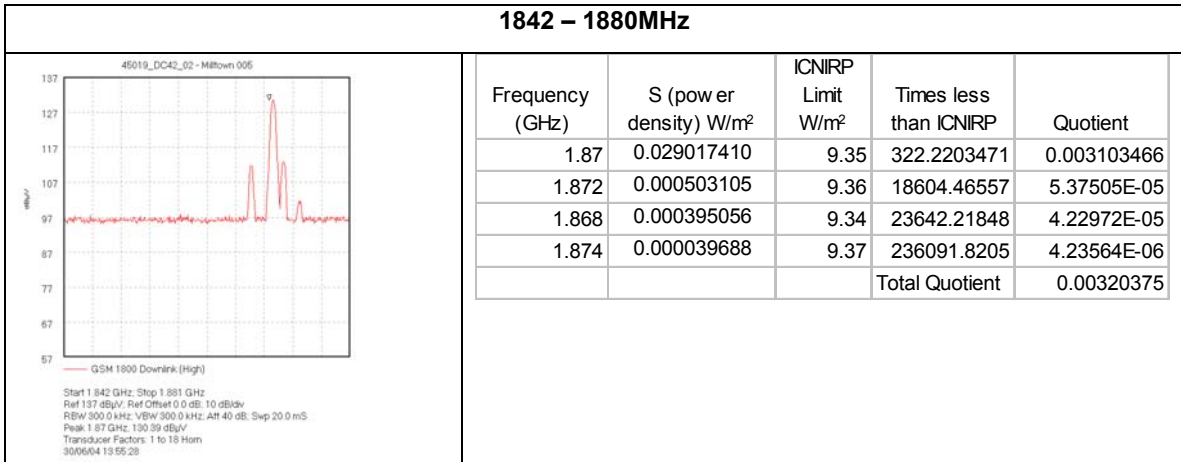 1842 – 1880MHz
45019_DC42_02 - Milltown 005
137
127
117
107
97
87
77
67
57
dBµV
GSM 1800 Downlink (High)
Start 1.842 GHz; Stop 1.881 GHz
Ref 137 dBµV; Ref Offset 0.0 dB; 10 dB/div
RBW 300.0 kHz; VBW 300.0 kHz; Att 40 dB; Swp 20.0 mS
Peak 1.87 GHz, 130.39 dBµV
Transducer Factors: 1 to 18 Horn
30/06/04 13:55:28
Frequency (GHz) S (pow er density) W/m² ICNIRP Limit W/m² Times less than ICNIRP Quotient
1.87 0.029017410 9.35 322.2203471 0.003103466
1.872 0.000503105 9.36 18604.46557 5.37505E-05
1.868 0.000395056 9.34 23642.21848 4.22972E-05
1.874 0.000039688 9.37 236091.8205 4.23564E-06
Total Quotient 0.00320375